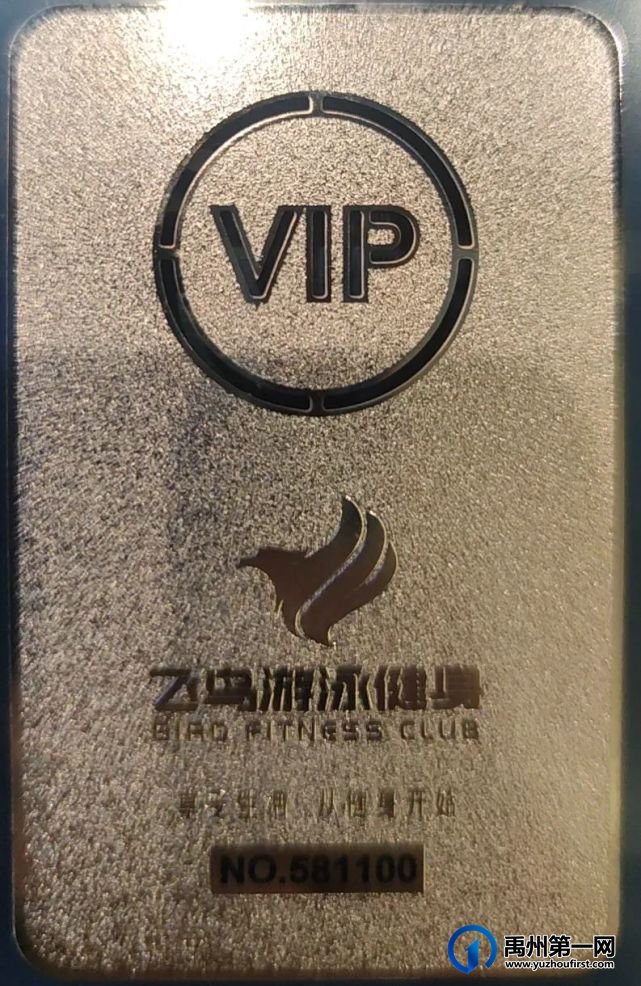 VIP
飞鸟游泳健身
BIRD FITNESS CLUB
享受生活 从健身开始
NO.581100
禹州第一网
www.yuzhoufirst.com